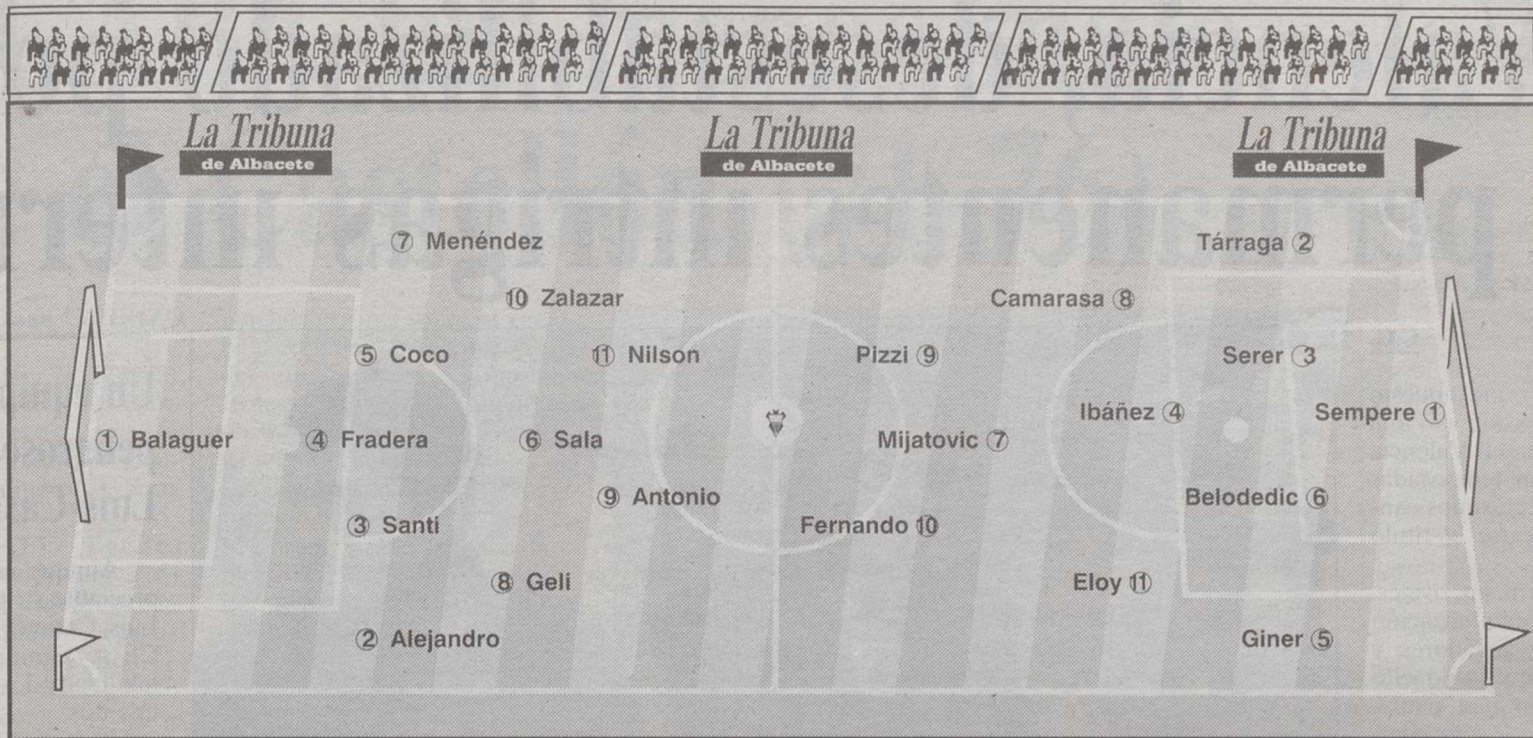 La Tribuna
de Albacete
La Tribuna
de Albacete
La Tribuna
de Albacete
7 Menéndez
Tárraga 2
10 Zalazar
Camarasa 8
5 Coco
11 Nilson
Pizzi 9
Serer 3
Ibáñez 4
Sempere 1
1 Balaguer
4 Fradera
6 Sala
Mijatovic 7
9 Antonio
Belodedic 6
3 Santi
Fernando 10
8 Geli
Eloy 11
2 Alejandro
Giner 5